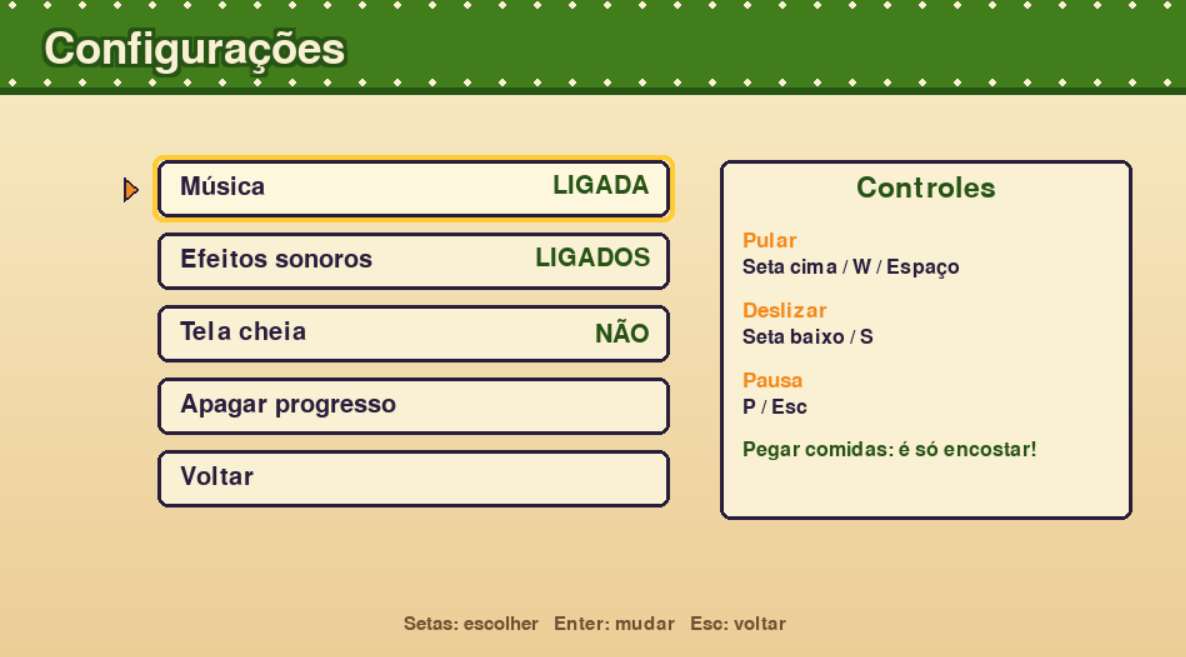 Configurações
Música LIGADA
Efeitos sonoros LIGADOS
Tela cheia NÃO
Apagar progresso
Voltar
Controles
Pular
Seta cima / W / Espaço
Deslizar
Seta baixo / S
Pausa
P / Esc
Pegar comidas: é só encostar!
Setas: escolher Enter: mudar Esc: voltar